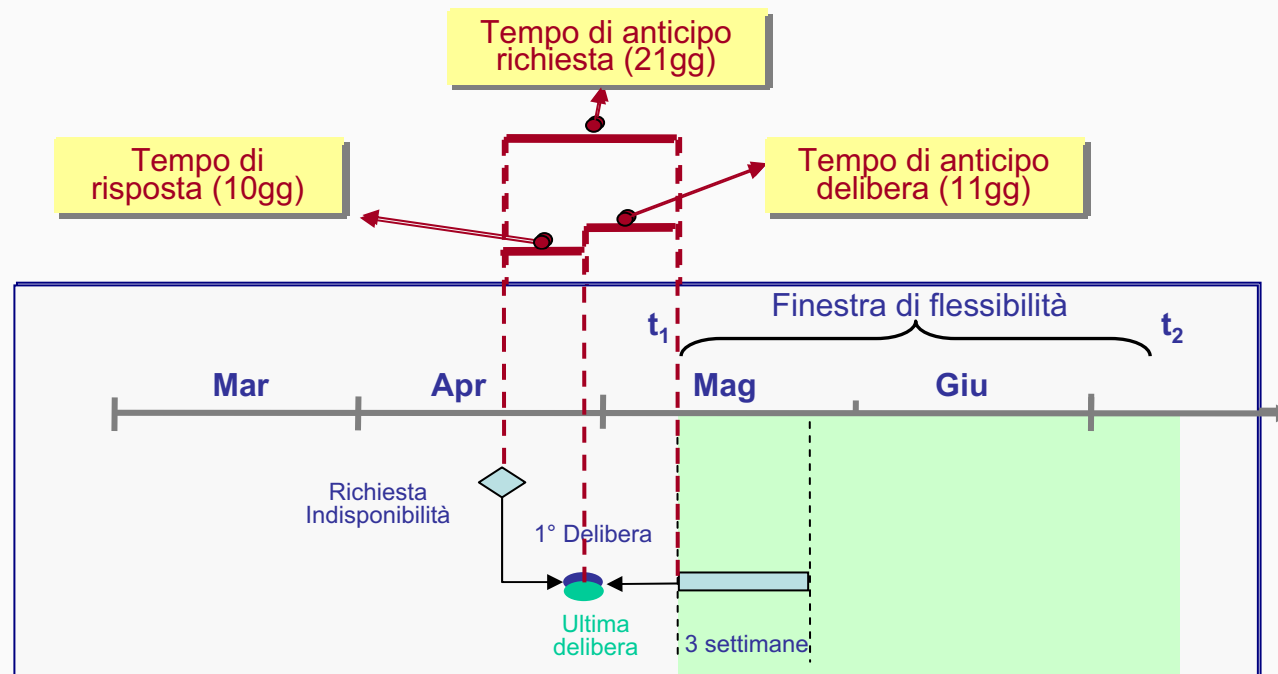 Tempo di anticipo
richiesta (21gg)
Tempo di
risposta (10gg)
Tempo di anticipo
delibera (11gg)
Finestra di flessibilità
t₁
t₂
Mar
Apr
Mag
Giu
Richiesta
Indisponibilità
1° Delibera
Ultima
delibera
3 settimane